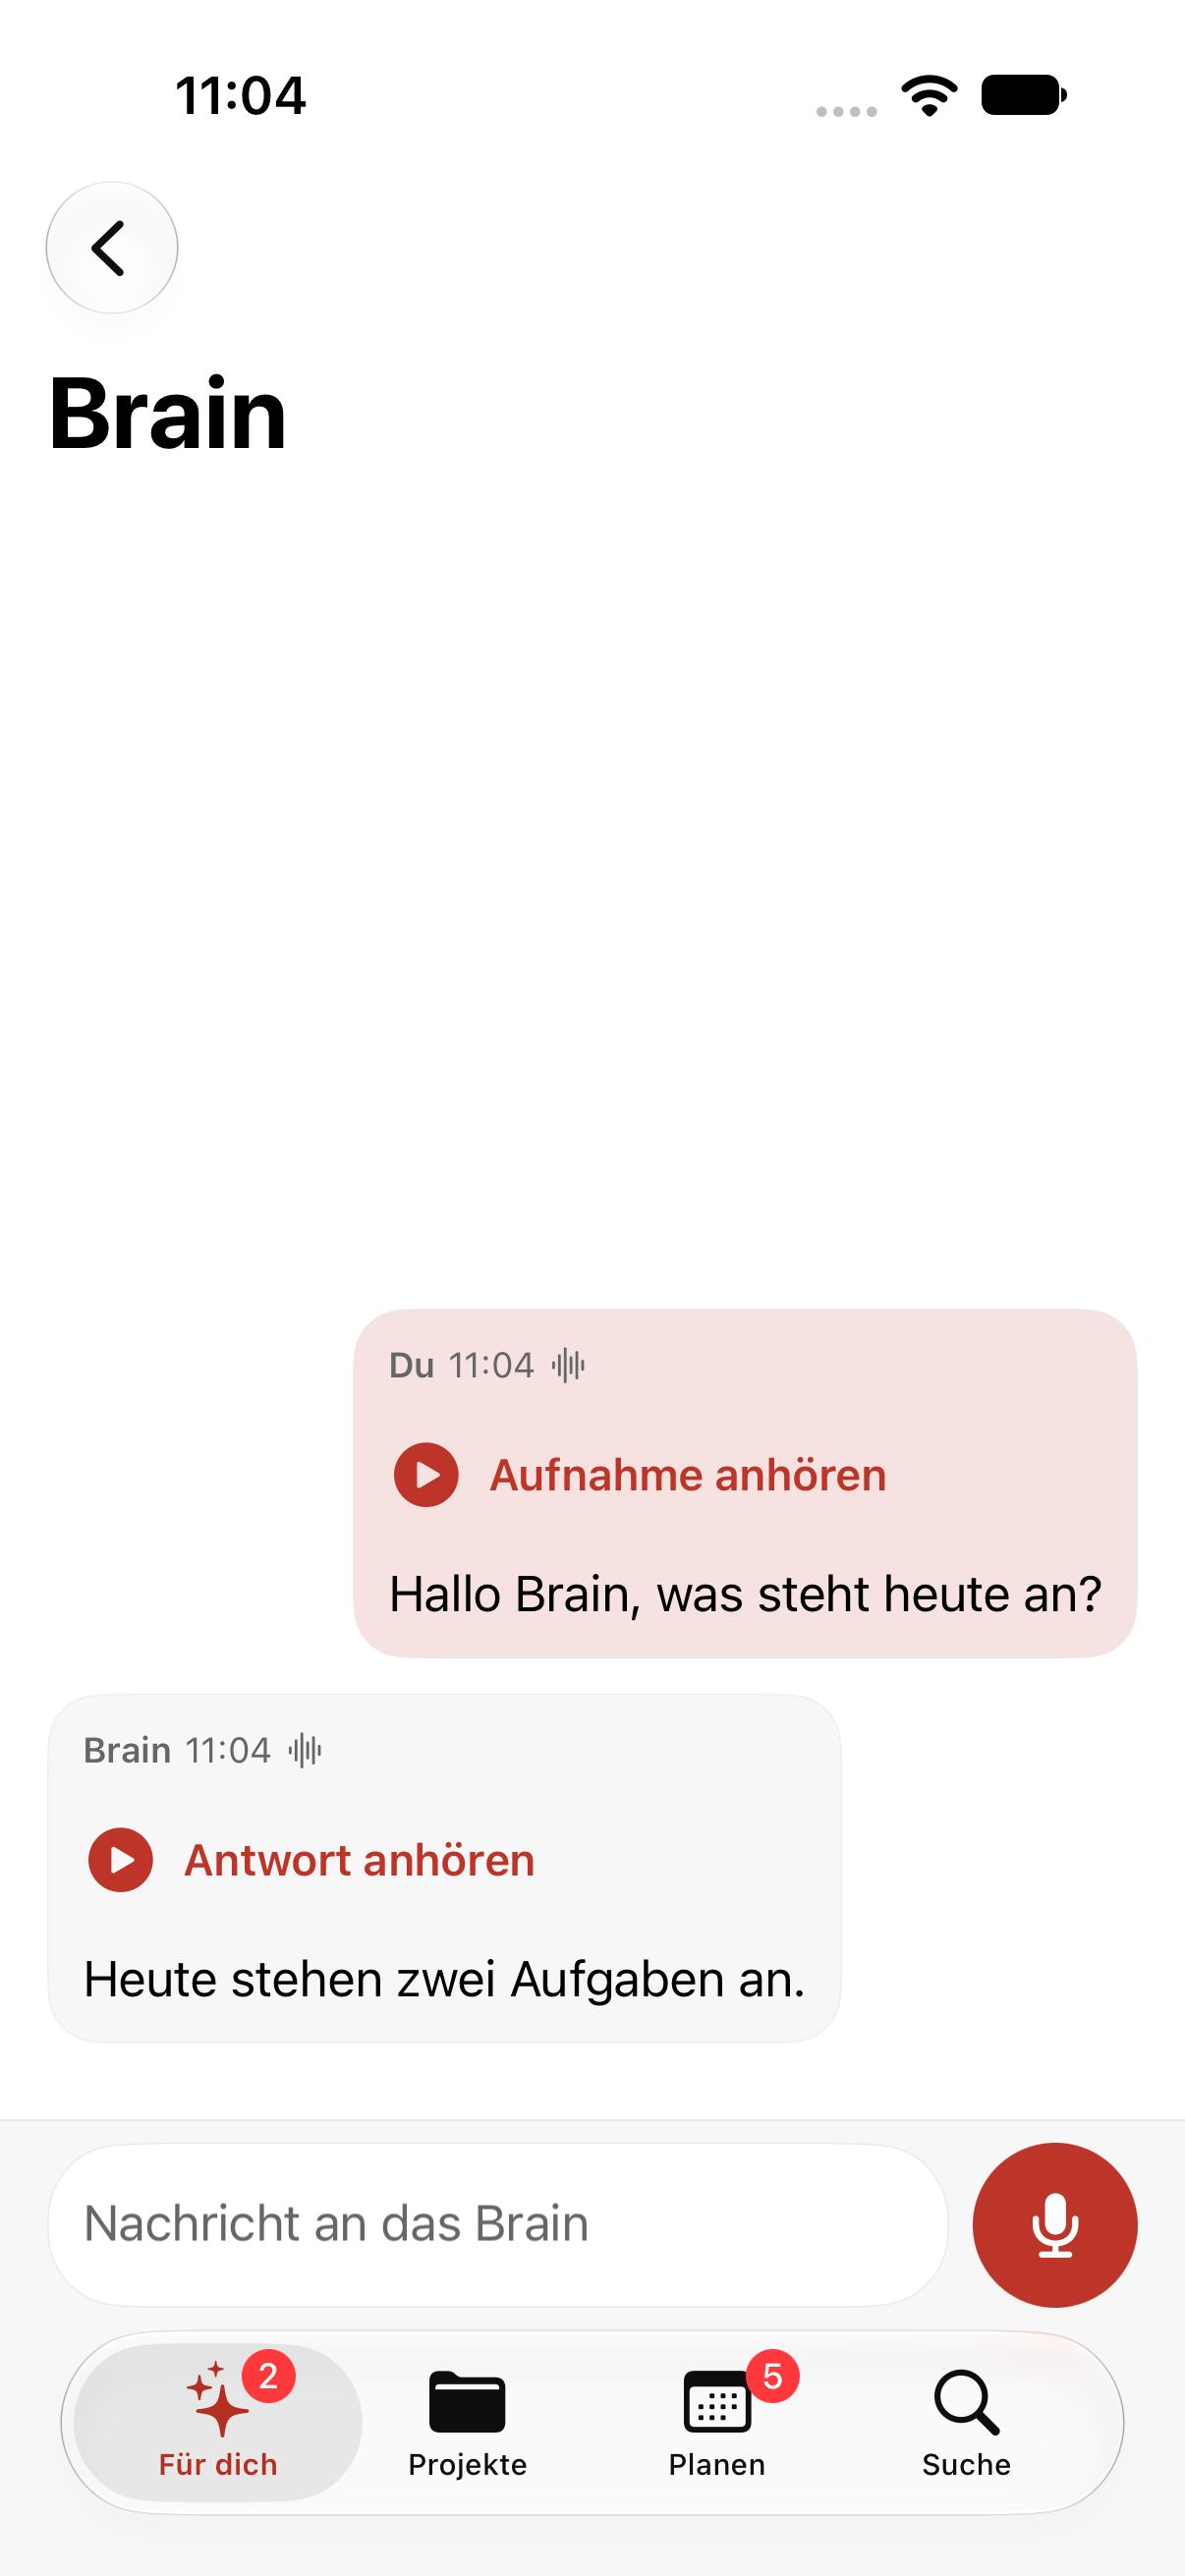 11:04
Brain
Du 11:04
Aufnahme anhören
Hallo Brain, was steht heute an?
Brain 11:04
Antwort anhören
Heute stehen zwei Aufgaben an.
Nachricht an das Brain
2
5
Für dich
Projekte
Planen
Suche